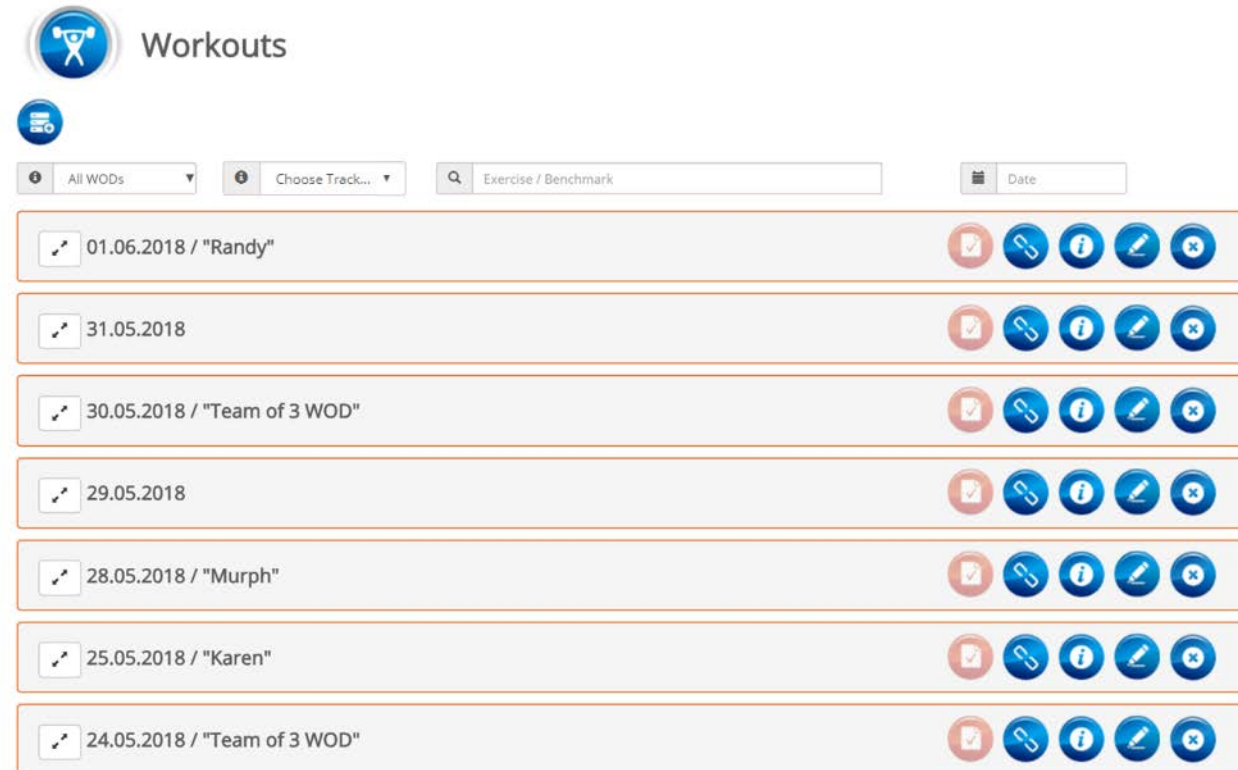 Workouts
All WODs Choose Track... Exercise / Benchmark Date
01.06.2018 / "Randy"
31.05.2018
30.05.2018 / "Team of 3 WOD"
29.05.2018
28.05.2018 / "Murph"
25.05.2018 / "Karen"
24.05.2018 / "Team of 3 WOD"